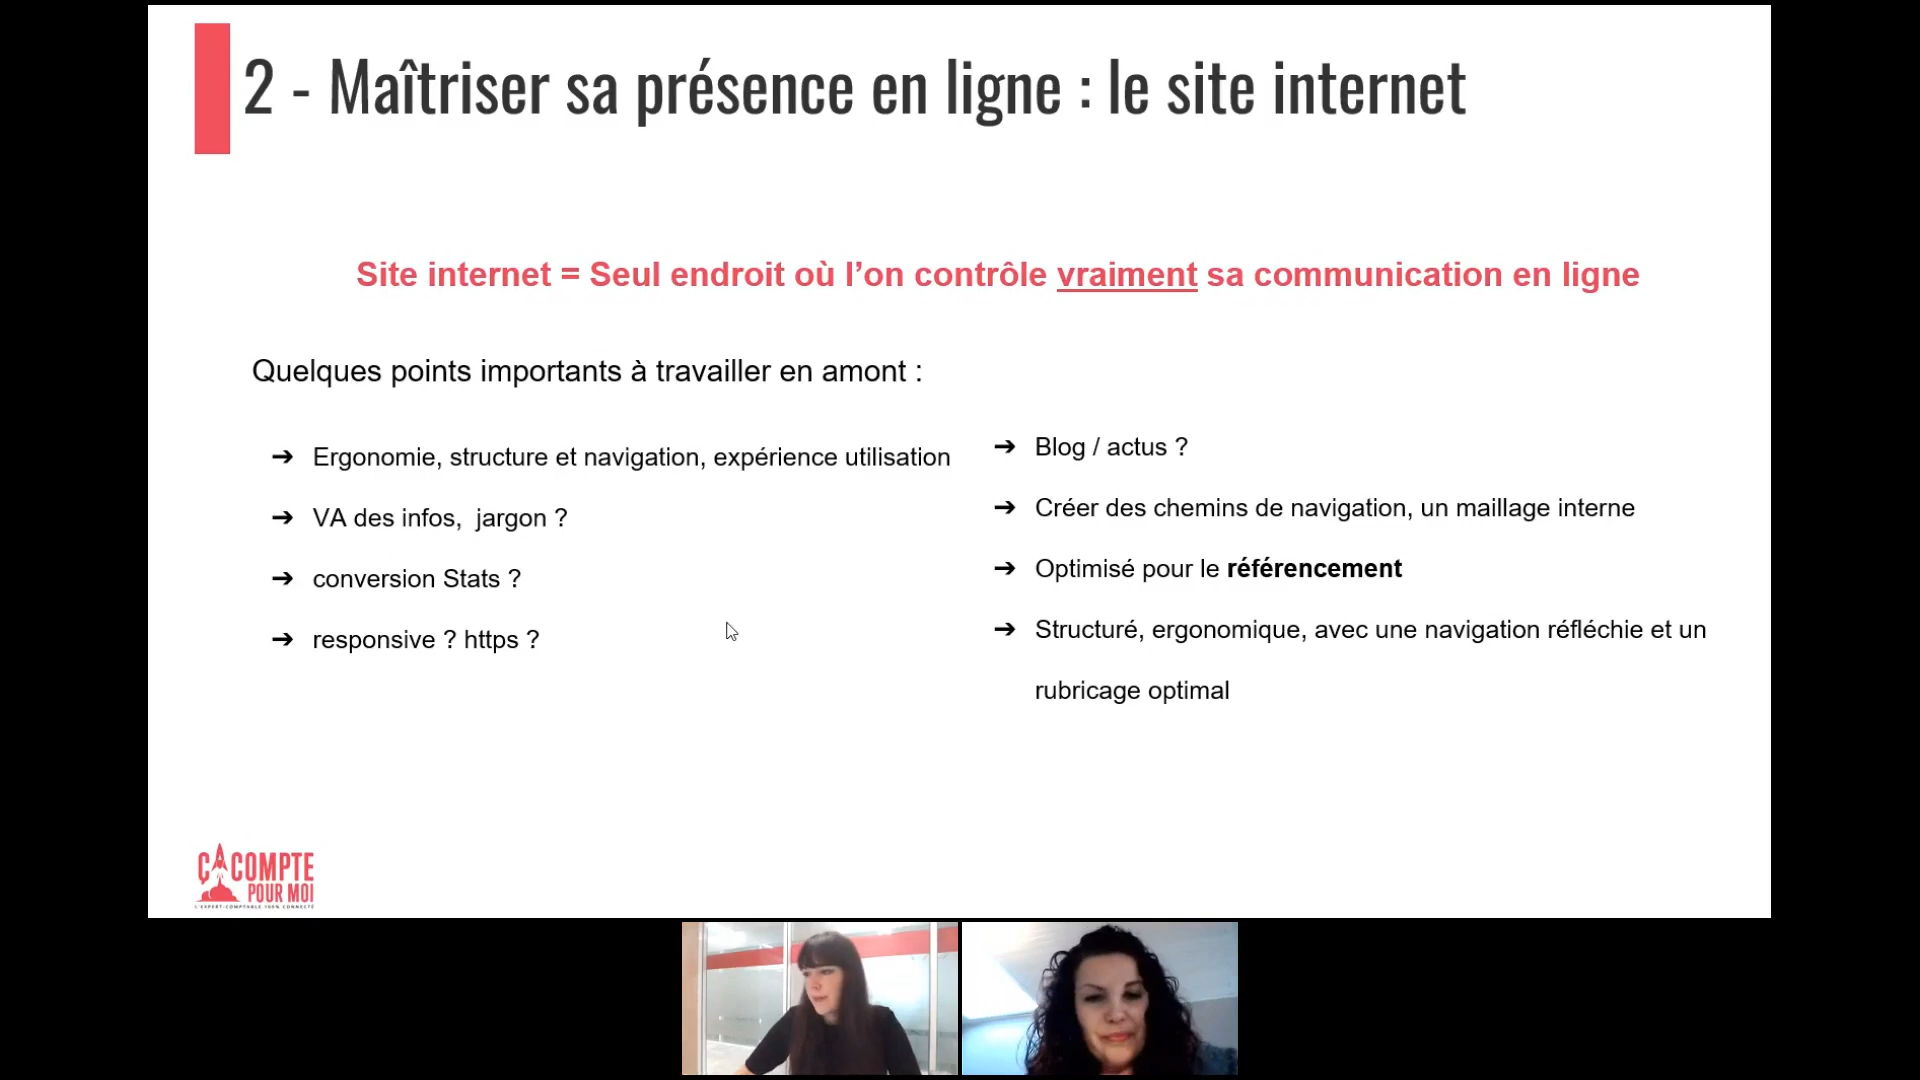 2 - Maîtriser sa présence en ligne : le site internet
Site internet = Seul endroit où l’on contrôle vraiment sa communication en ligne
Quelques points importants à travailler en amont :
➔ Ergonomie, structure et navigation, expérience utilisation
➔ VA des infos, jargon ?
➔ conversion Stats ?
➔ responsive ? https ?
➔ Blog / actus ?
➔ Créer des chemins de navigation, un maillage interne
➔ Optimisé pour le référencement
➔ Structuré, ergonomique, avec une navigation réfléchie et un
rubricage optimal
ÇA COMPTE
POUR MOI
L'EXPERT-COMPTABLE 100% CONNECTÉ